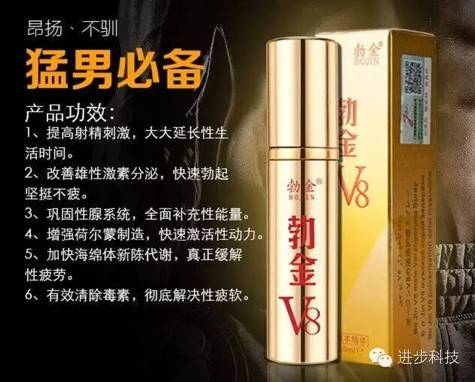 昂扬、不驯
猛男必备
产品功效：
1、提高射精刺激，大大延长性生
活时间。
2、改善雄性激素分泌，快速勃起
坚挺不疲。
3、巩固性腺系统，全面补充性能量。
4、增强荷尔蒙制造，快速激活性动力。
5、加快海绵体新陈代谢，真正缓解
性疲劳。
6、有效清除毒素，彻底解决性疲软。
勃金
BOJIN
勃金
V8
勃金
BOJIN
勃金
V8
进步科技